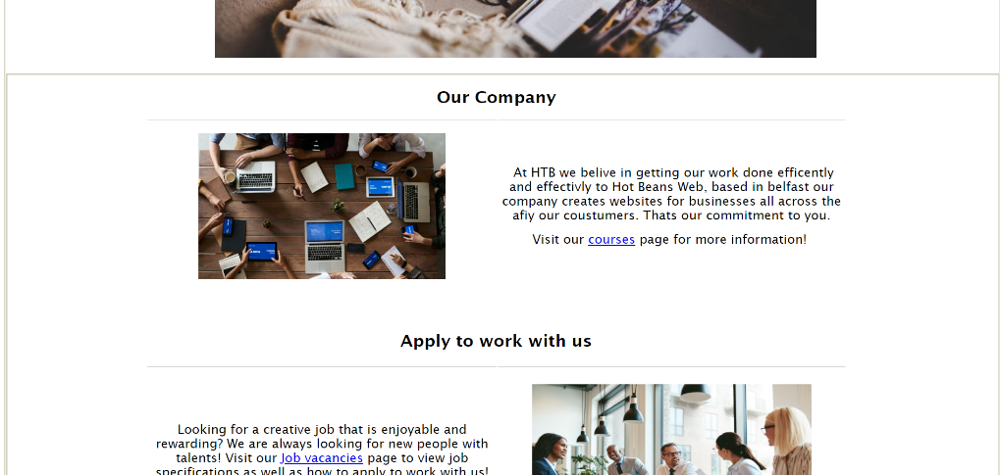 Our Company
At HTB we belive in getting our work done efficently
and effectivly to Hot Beans Web, based in belfast our
company creates websites for businesses all across the
afiy our coustumers. Thats our commitment to you.
Visit our courses page for more information!
Apply to work with us
Looking for a creative job that is enjoyable and
rewarding? We are always looking for new people with
talents! Visit our Job vacancies page to view job
specifications as well as how to apply to work with us!